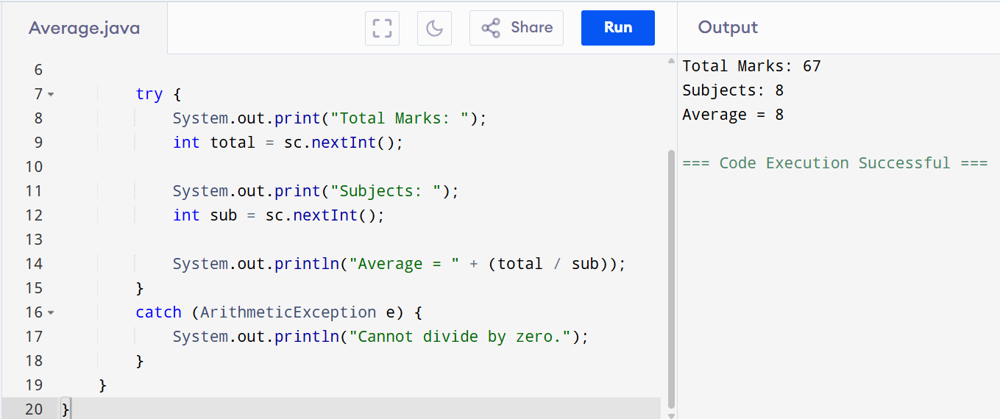 Average.java
Share
Run
Output
6
7 try {
8 System.out.print("Total Marks: ");
9 int total = sc.nextInt();
10
11 System.out.print("Subjects: ");
12 int sub = sc.nextInt();
13
14 System.out.println("Average = " + (total / sub));
15 }
16 catch (ArithmeticException e) {
17 System.out.println("Cannot divide by zero.");
18 }
19 }
20 }
Total Marks: 67
Subjects: 8
Average = 8
=== Code Execution Successful ===